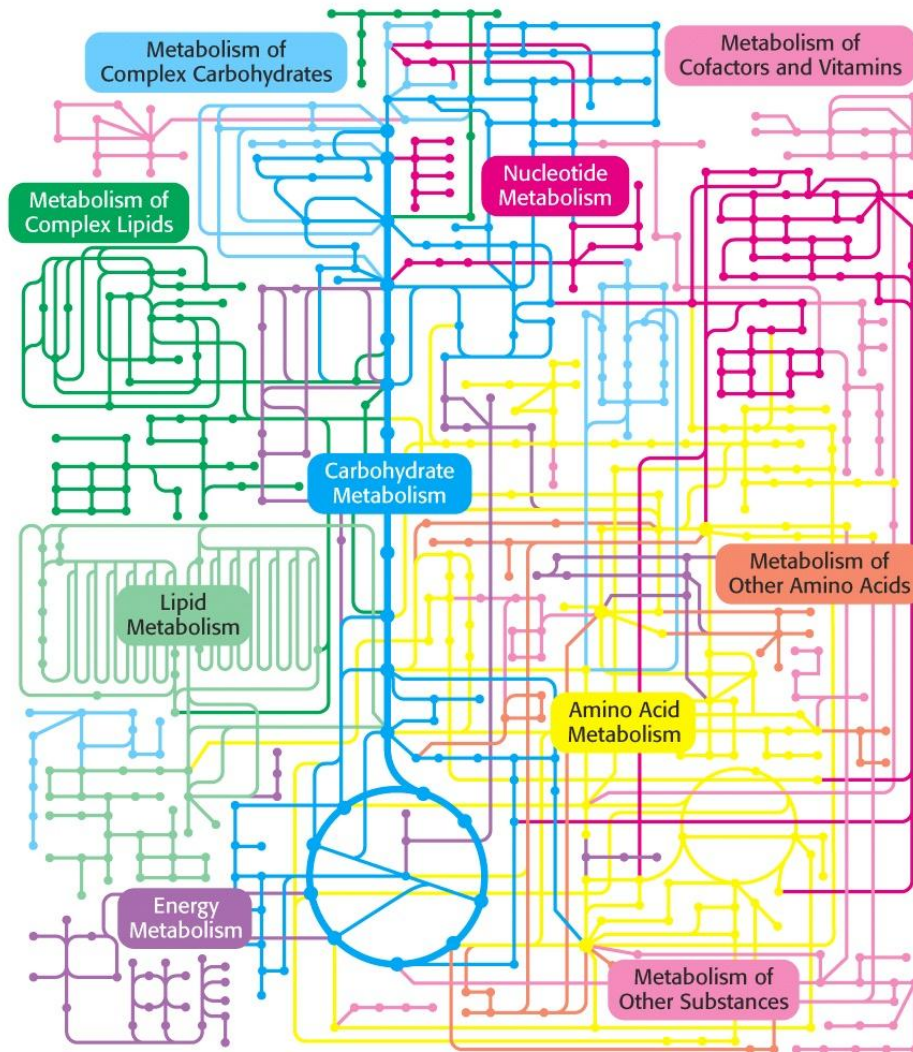 Metabolism of
Complex Carbohydrates
Metabolism of
Cofactors and Vitamins
Nucleotide
Metabolism
Metabolism of
Complex Lipids
Carbohydrate
Metabolism
Metabolism of
Other Amino Acids
Lipid
Metabolism
Amino Acid
Metabolism
Energy
Metabolism
Metabolism of
Other Substances